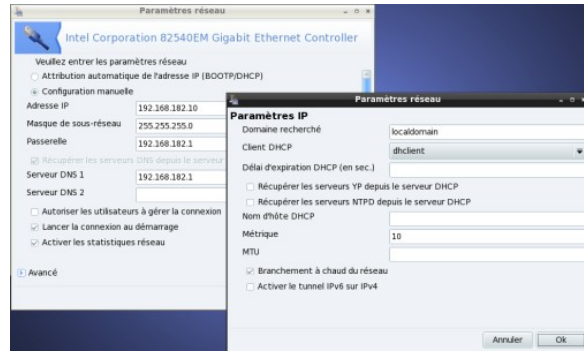 Paramètres réseau
Intel Corporation 82540EM Gigabit Ethernet Controller
Veuillez entrer les paramètres réseau
Attribution automatique de l'adresse IP (BOOTP/DHCP)
Configuration manuelle
Adresse IP
192.168.182.10
Masque de sous-réseau
255.255.255.0
Passerelle
192.168.182.1
Récupérer les serveurs DNS depuis le serveur
Serveur DNS 1
192.168.182.1
Serveur DNS 2
Autoriser les utilisateurs à gérer la connexion
Lancer la connexion au démarrage
Activer les statistiques réseau
Avancé
Paramètres réseau
Paramètres IP
Domaine recherché
localdomain
Client DHCP
dhclient
Délai d'expiration DHCP (en sec.)
Récupérer les serveurs YP depuis le serveur DHCP
Récupérer les serveurs NTPD depuis le serveur DHCP
Nom d'hôte DHCP
Métrique
10
MTU
Branchement à chaud du réseau
Activer le tunnel IPv6 sur IPv4
Annuler
Ok